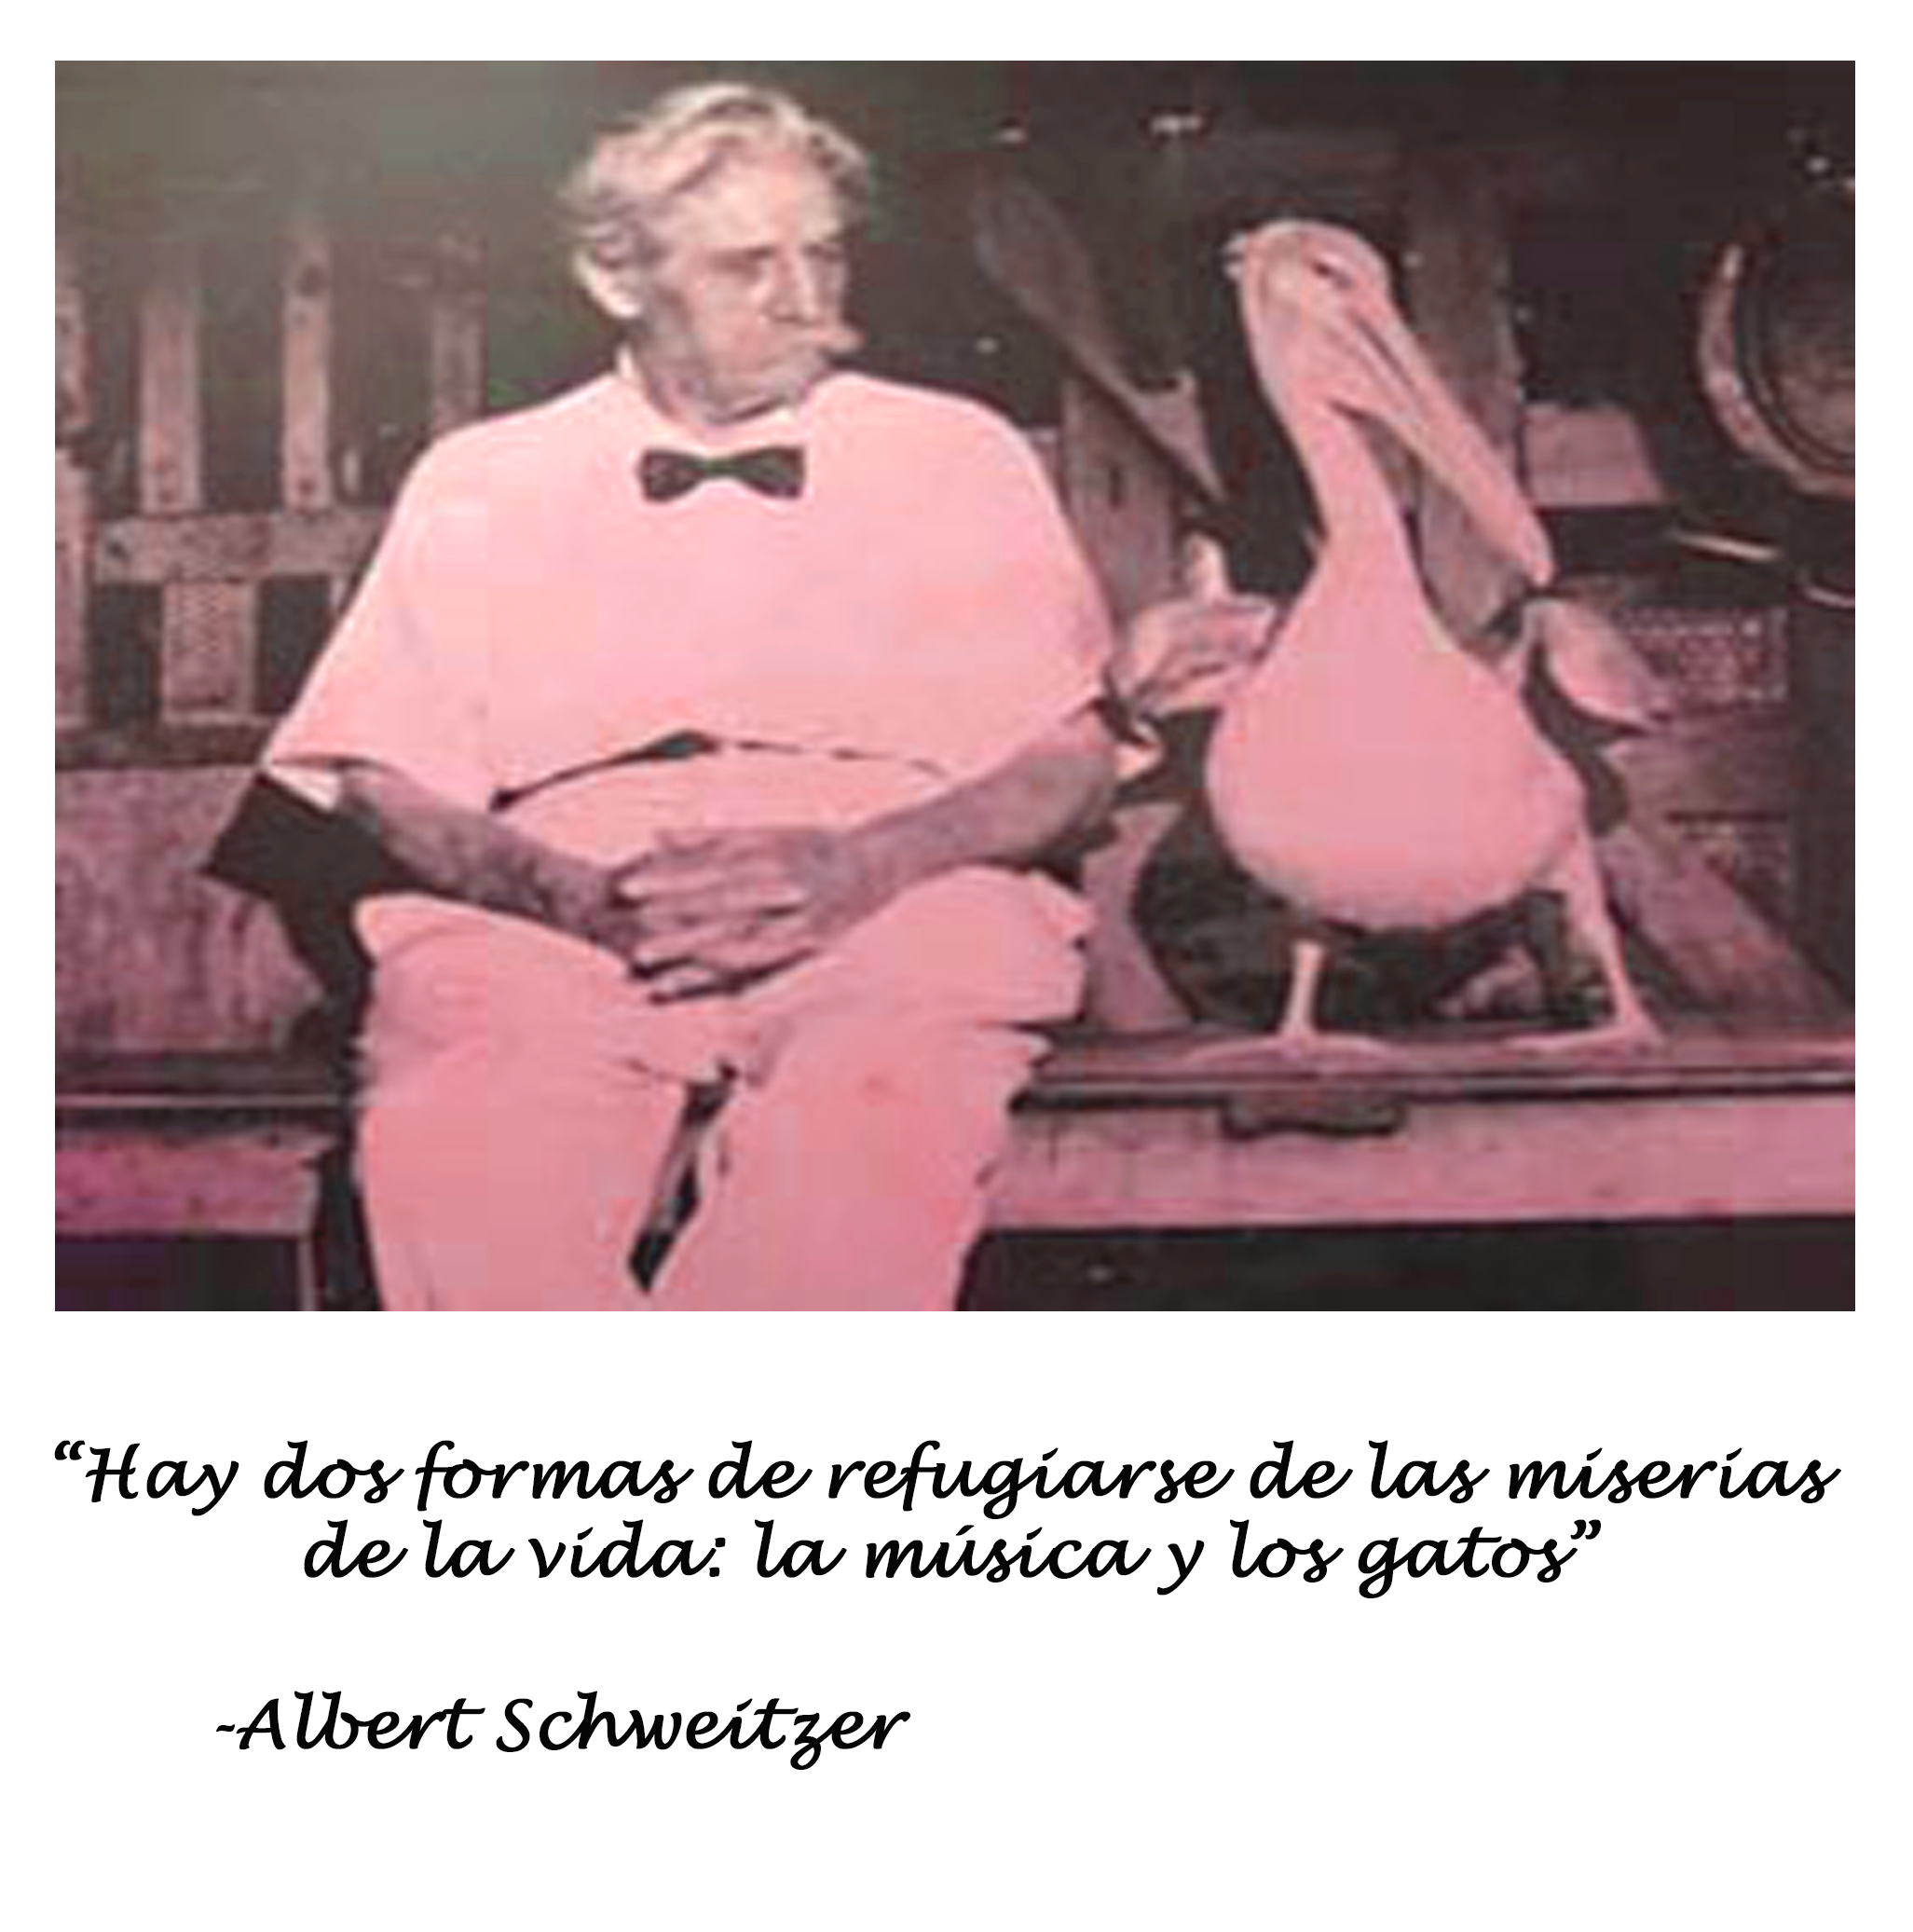 “Hay dos formas de refugiarse de las miserias
de la vida: la música y los gatos”
-Albert Schweitzer